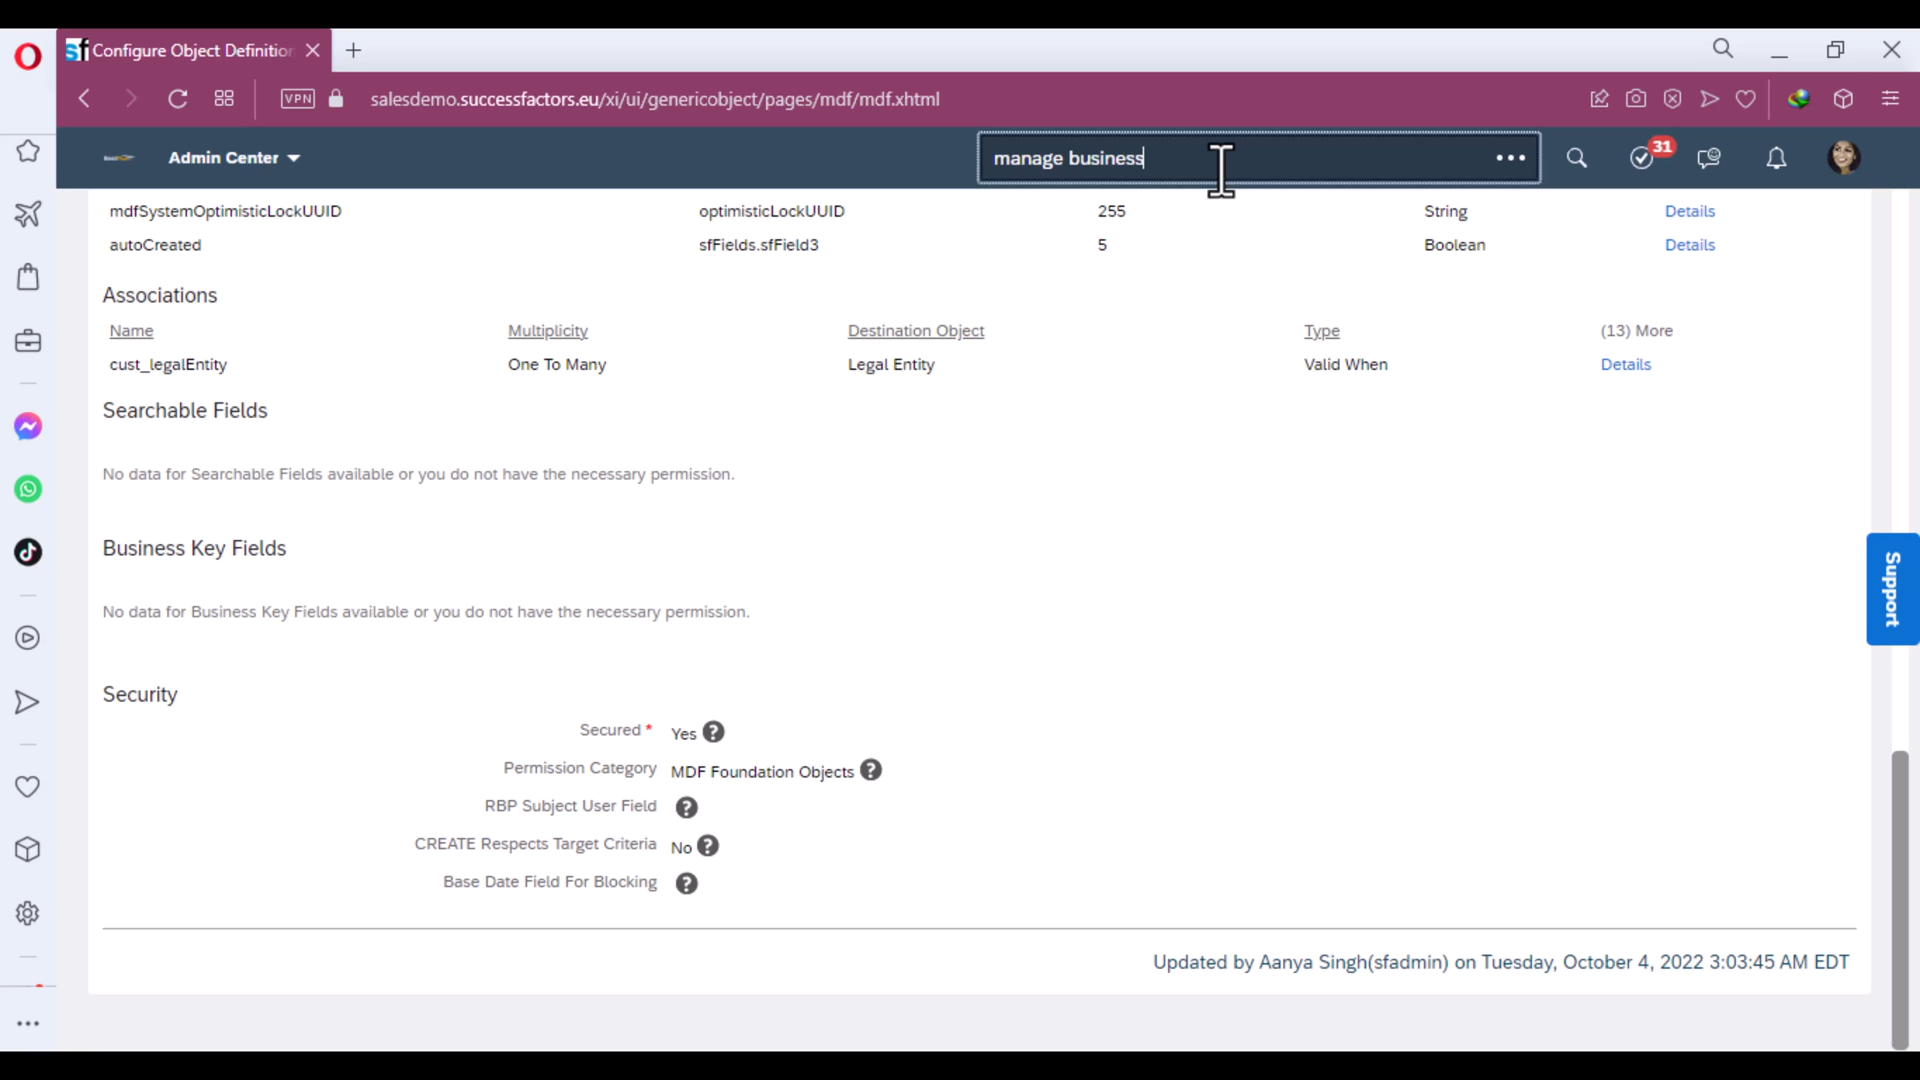 sf Configure Object Definition
VPN salesdemo.successfactors.eu/xi/ui/genericobject/pages/mdf/mdf.xhtml
Admin Center manage business 31
mdfSystemOptimisticLockUUID optimisticLockUUID 255 String Details
autoCreated sfFields.sfField3 5 Boolean Details
Associations
Name Multiplicity Destination Object Type (13) More
cust_legalEntity One To Many Legal Entity Valid When Details
Searchable Fields
No data for Searchable Fields available or you do not have the necessary permission.
Business Key Fields
No data for Business Key Fields available or you do not have the necessary permission.
Support
Security
Secured * Yes ?
Permission Category MDF Foundation Objects ?
RBP Subject User Field ?
CREATE Respects Target Criteria No ?
Base Date Field For Blocking ?
Updated by Aanya Singh(sfadmin) on Tuesday, October 4, 2022 3:03:45 AM EDT